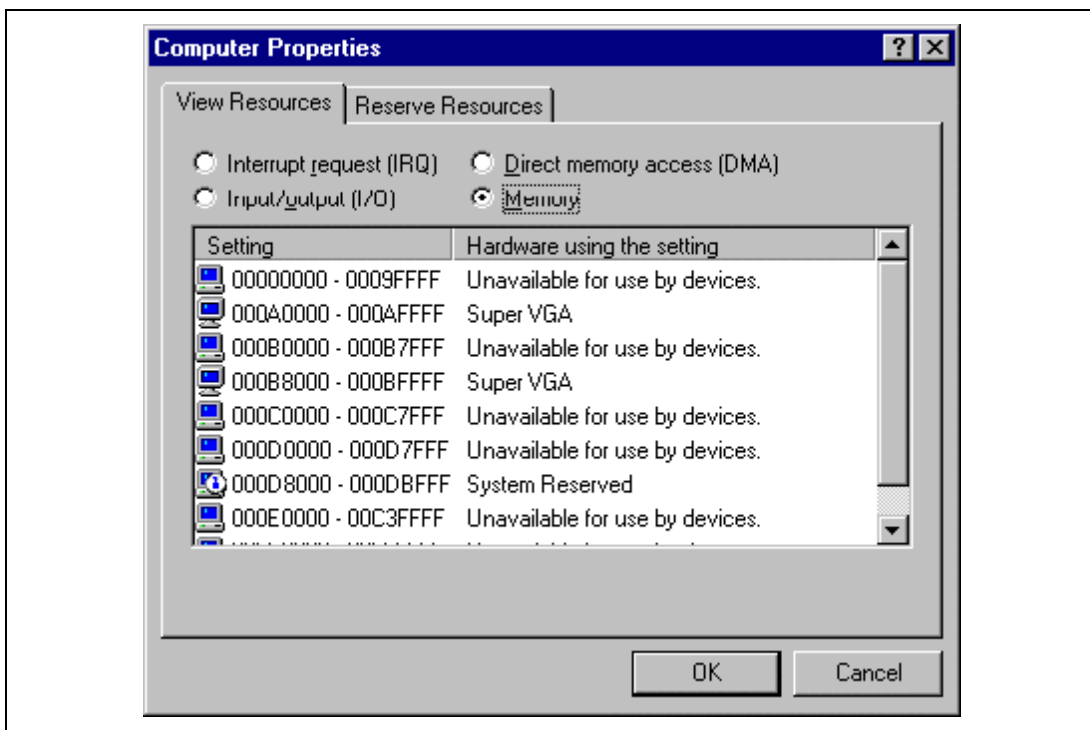 Computer Properties
View Resources
Reserve Resources
Interrupt request (IRQ)
Direct memory access (DMA)
Input/output (I/O)
Memory
Setting
Hardware using the setting
00000000 - 0009FFFF Unavailable for use by devices.
000A0000 - 000AFFFF Super VGA
000B0000 - 000B7FFF Unavailable for use by devices.
000B8000 - 000BFFFF Super VGA
000C0000 - 000C7FFF Unavailable for use by devices.
000D0000 - 000D7FFF Unavailable for use by devices.
000D8000 - 000DBFFF System Reserved
000E0000 - 00C3FFFF Unavailable for use by devices.
OK
Cancel